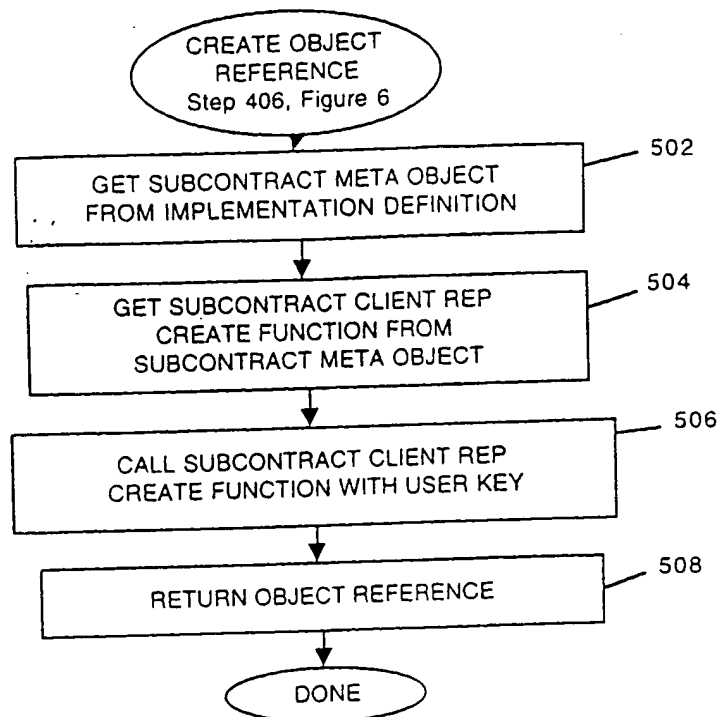 CREATE OBJECT
REFERENCE
Step 406, Figure 6
502
GET SUBCONTRACT META OBJECT
FROM IMPLEMENTATION DEFINITION
504
GET SUBCONTRACT CLIENT REP
CREATE FUNCTION FROM
SUBCONTRACT META OBJECT
506
CALL SUBCONTRACT CLIENT REP
CREATE FUNCTION WITH USER KEY
508
RETURN OBJECT REFERENCE
DONE